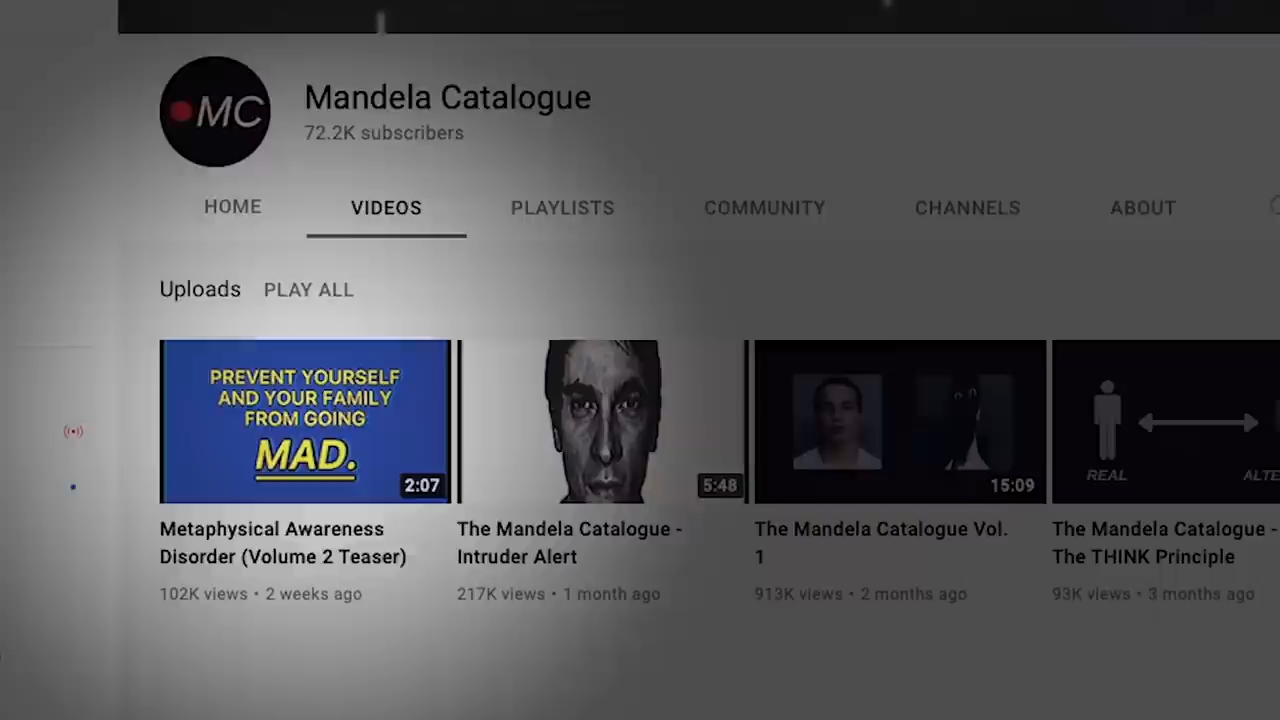 MC
Mandela Catalogue
72.2K subscribers
HOME VIDEOS PLAYLISTS COMMUNITY CHANNELS ABOUT
Uploads PLAY ALL
PREVENT YOURSELF
AND YOUR FAMILY
FROM GOING
MAD.
2:07
5:48
15:09
REAL
Metaphysical Awareness
Disorder (Volume 2 Teaser)
102K views • 2 weeks ago
The Mandela Catalogue -
Intruder Alert
217K views • 1 month ago
The Mandela Catalogue Vol.
1
913K views • 2 months ago
The Mandela Catalogue -
The THINK Principle
93K views • 3 months ago